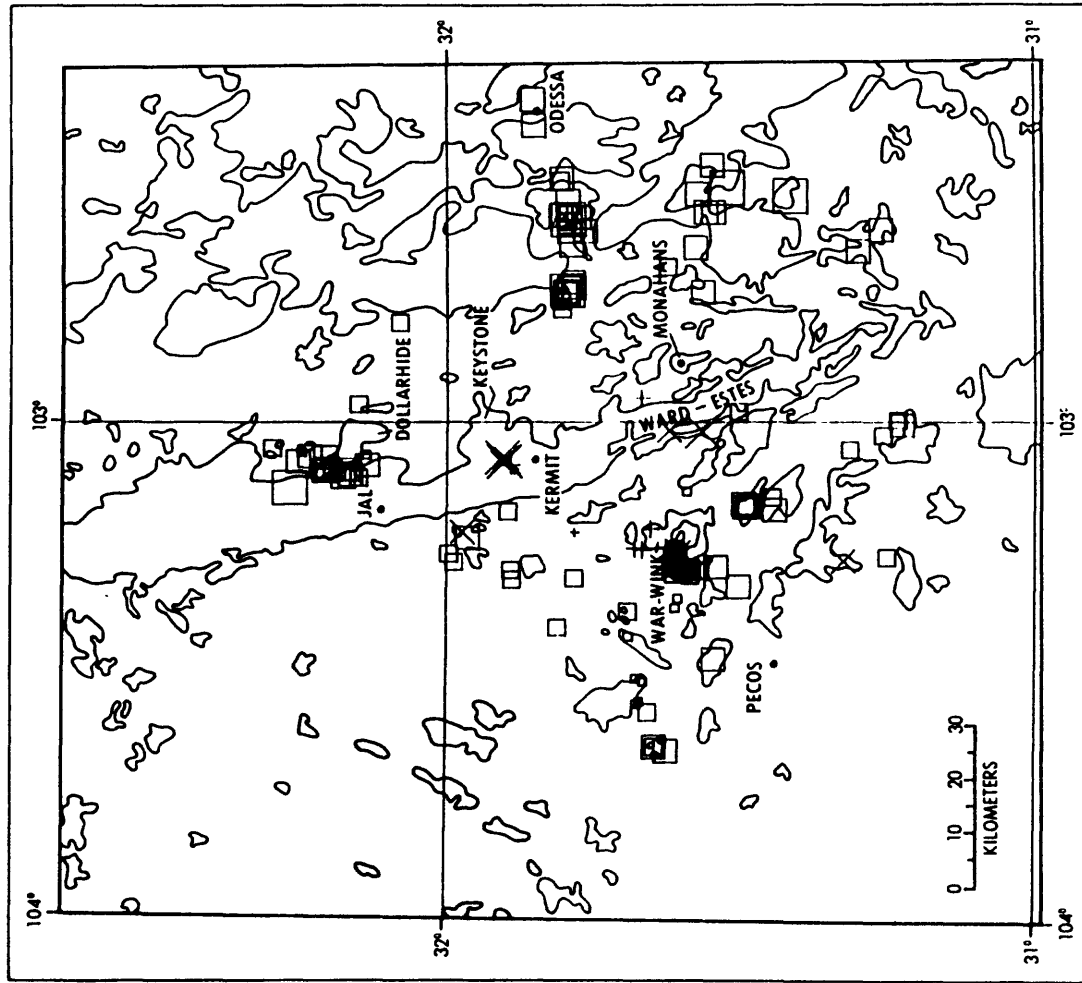 104°
103°
32°
31°
ODESSA
DOLLARHIDE
KEYSTONE
JAL
KERMIT
MONAHANS
WARD - ESTES
WAR-WINK
PECOS
0 10 20 30
KILOMETERS
104°
103°
32°
31°